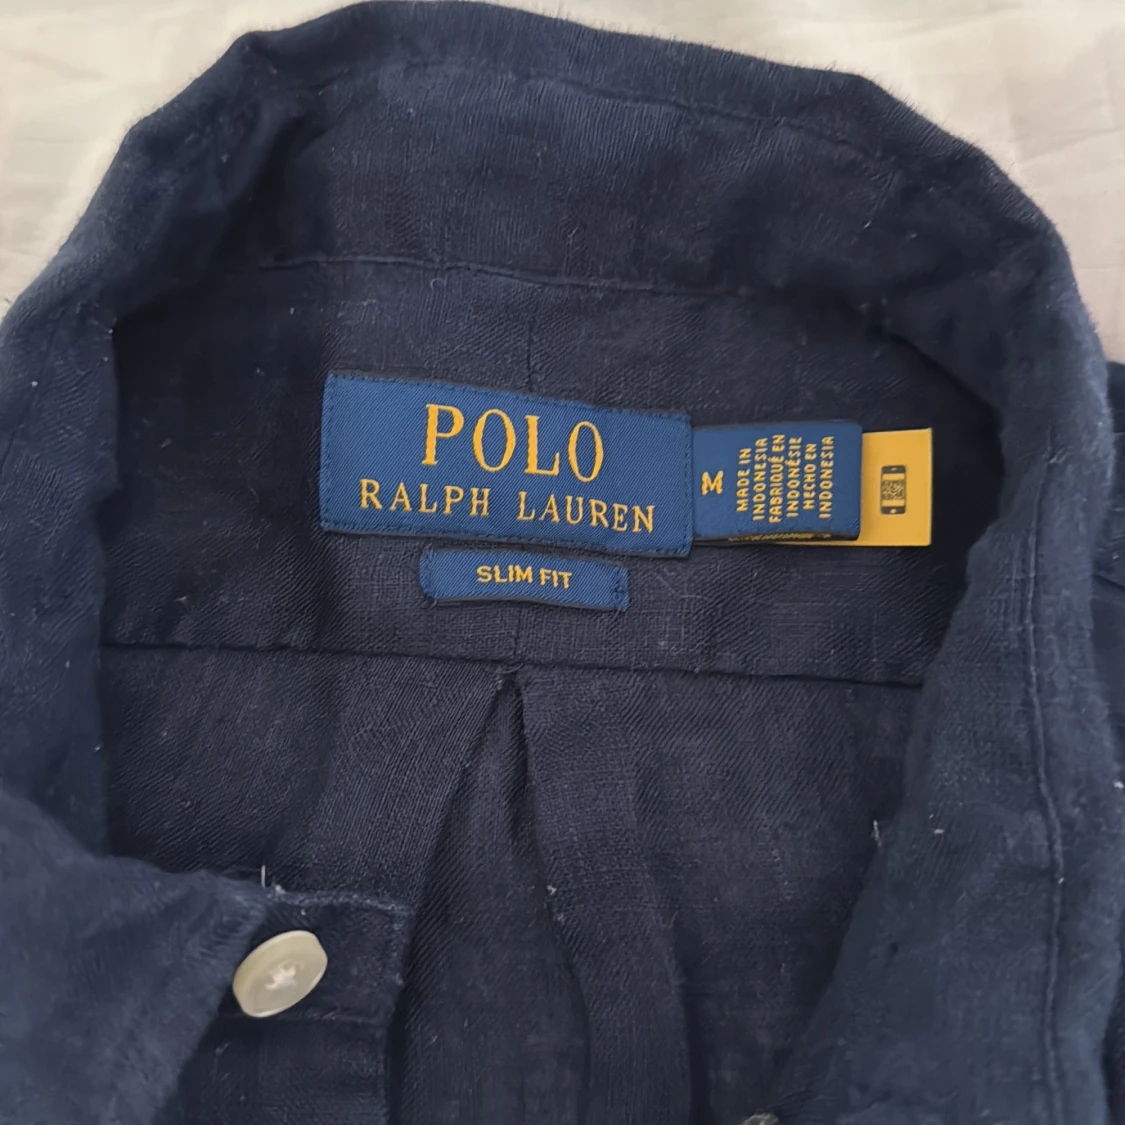 POLO
RALPH LAUREN
SLIM FIT
M
MADE IN
INDONESIA
FABRIQUÉ EN
INDONÉSIE
HECHO EN
INDONESIA